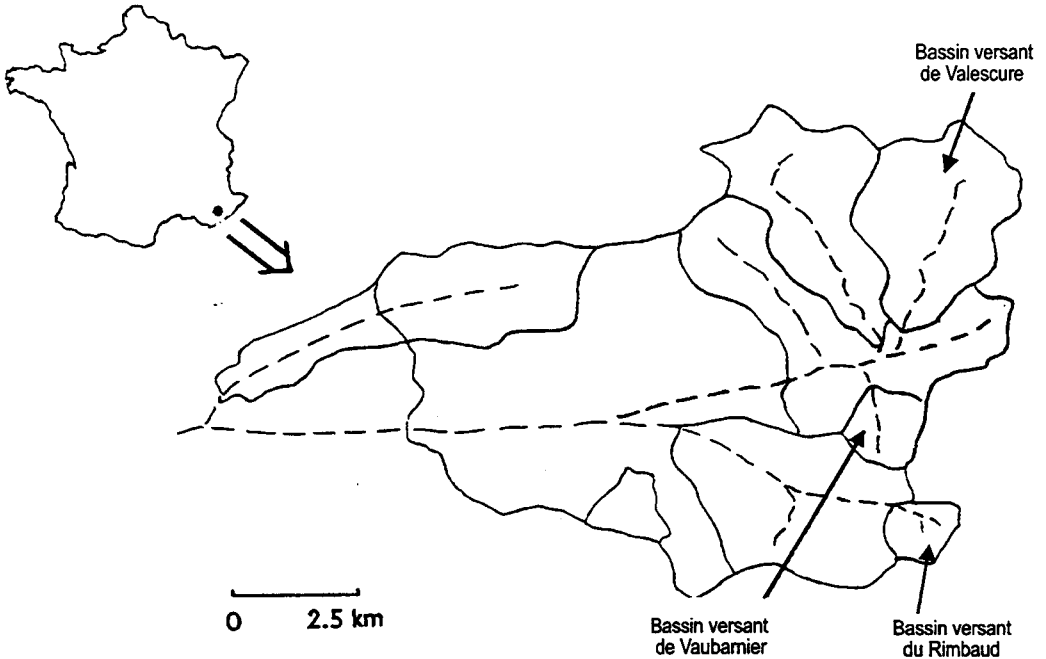 Bassin versant
de Valescure
0 2.5 km
Bassin versant
de Vaubarnier
Bassin versant
du Rimbaud